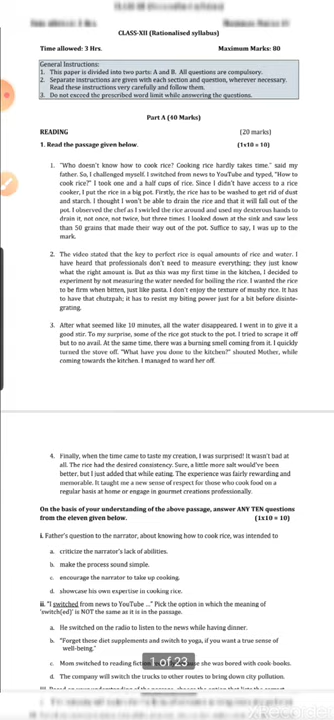 CLASS-XII (Rationalised syllabus)
Time allowed: 3 Hrs. Maximum Marks: 80
General Instructions:
1. This paper is divided into two parts: A and B. All questions are compulsory.
2. Separate instructions are given with each section and question, wherever necessary.
Read these instructions very carefully and follow them.
3. Do not exceed the prescribed word limit while answering the questions.
Part A (40 Marks)
READING (20 marks)
1. Read the passage given below. (1x10 = 10)
1. "Who doesn't know how to cook rice? Cooking rice hardly takes time." said my
father. So, I challenged myself. I switched from news to YouTube and typed, "How to
cook rice?" I took one and a half cups of rice. Since I didn't have access to a rice
cooker, I put the rice in a big pot. Firstly, the rice has to be washed to get rid of dust
and starch. I thought I won't be able to drain the rice and that it will fall out of the
pot. I observed the chef as I swirled the rice around and used my dexterous hands to
drain it, not once, not twice, but three times. I looked down at the sink and saw less
than 50 grains that made their way out of the pot. Suffice to say, I was up to the
mark.
2. The video stated that the key to perfect rice is equal amounts of rice and water. I
have heard that professionals don't need to measure everything; they just know
what the right amount is. But as this was my first time in the kitchen, I decided to
experiment by not measuring the water needed for boiling the rice. I wanted the rice
to be firm when bitten, just like pasta. I don't enjoy the texture of mushy rice. It has
to have that chutzpah; it has to resist my biting power just for a bit before disinte-
grating.
3. After what seemed like 10 minutes, all the water disappeared. I went in to give it a
good stir. To my surprise, some of the rice got stuck to the pot. I tried to scrape it off
but to no avail. At the same time, there was a burning smell coming from it. I quickly
turned the stove off. "What have you done to the kitchen?" shouted Mother, while
coming towards the kitchen. I managed to ward her off.
4. Finally, when the time came to taste my creation, I was surprised! It wasn't bad at
all. The rice had the desired consistency. Sure, a little more salt would've been
better, but I just added that while eating. The experience was fairly rewarding and
memorable. It taught me a new sense of respect for those who cook food on a
regular basis at home or engage in gourmet creations professionally.
On the basis of your understanding of the above passage, answer ANY TEN questions
from the eleven given below. (1x10 = 10)
i. Father's question to the narrator, about knowing how to cook rice, was intended to
a. criticize the narrator's lack of abilities.
b. make the process sound simple.
c. encourage the narrator to take up cooking.
d. showcase his own expertise in cooking rice.
ii. "I switched from news to YouTube ..." Pick the option in which the meaning of
'switch(ed)' is NOT the same as it is in the passage.
a. He switched on the radio to listen to the news while having dinner.
b. "Forget these diet supplements and switch to yoga, if you want a true sense of
well-being."
c. Mom switched to reading fiction she was bored with cook-books.
1 of 23
d. The company will switch the trucks to other routes to bring down city pollution.